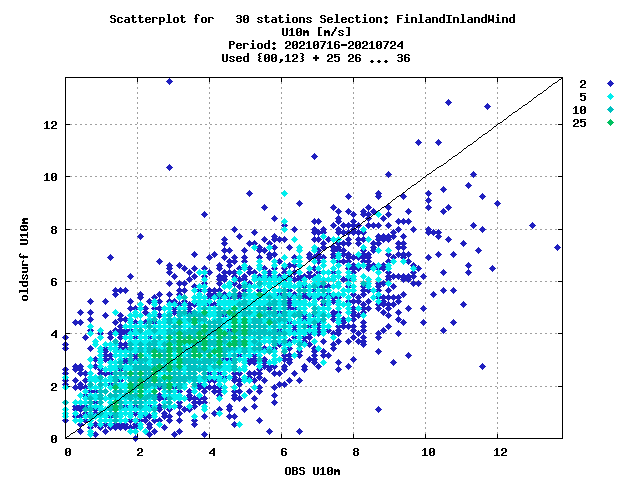 Scatterplot for 30 stations Selection: FinlandInlandWind
U10m [m/s]
Period: 20210716-20210724
Used {00,12} + 25 26 ... 36
2
5
10
25
12
10
8
6
4
2
0
oldsurf U10m
0 2 4 6 8 10 12
OBS U10m